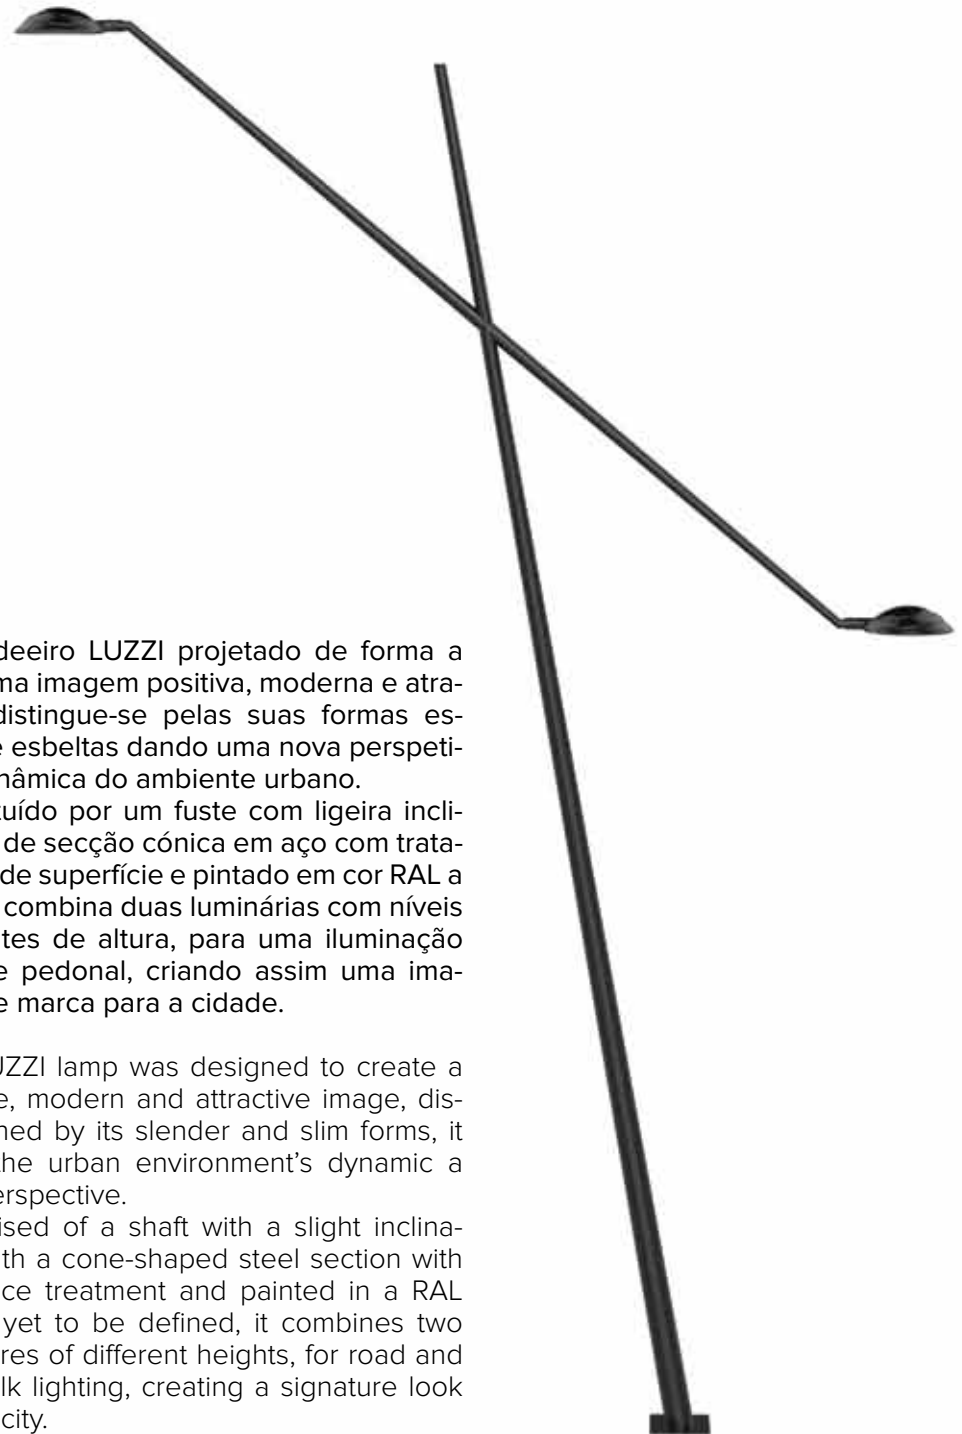 deeiro LUZZI projetado de forma a
ma imagem positiva, moderna e atra-
distingue-se pelas suas formas es-
e esbeltas dando uma nova perspeti-
nâmica do ambiente urbano.
tuído por um fuste com ligeira incli-
de secção cónica em aço com trata-
de superfície e pintado em cor RAL a
combina duas luminárias com níveis
tes de altura, para uma iluminação
e pedonal, criando assim uma ima-
e marca para a cidade.
UZZI lamp was designed to create a
e, modern and attractive image, dis-
hed by its slender and slim forms, it
the urban environment's dynamic a
erspective.
ised of a shaft with a slight inclina-
th a cone-shaped steel section with
ce treatment and painted in a RAL
yet to be defined, it combines two
res of different heights, for road and
lk lighting, creating a signature look
city.